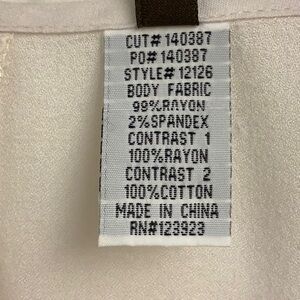 CUT# 140387
PO# 140387
STYLE# 12126
BODY FABRIC
99%RAYON
2%SPANDEX
CONTRAST 1
100%RAYON
CONTRAST 2
100%COTTON
MADE IN CHINA
RN#123923